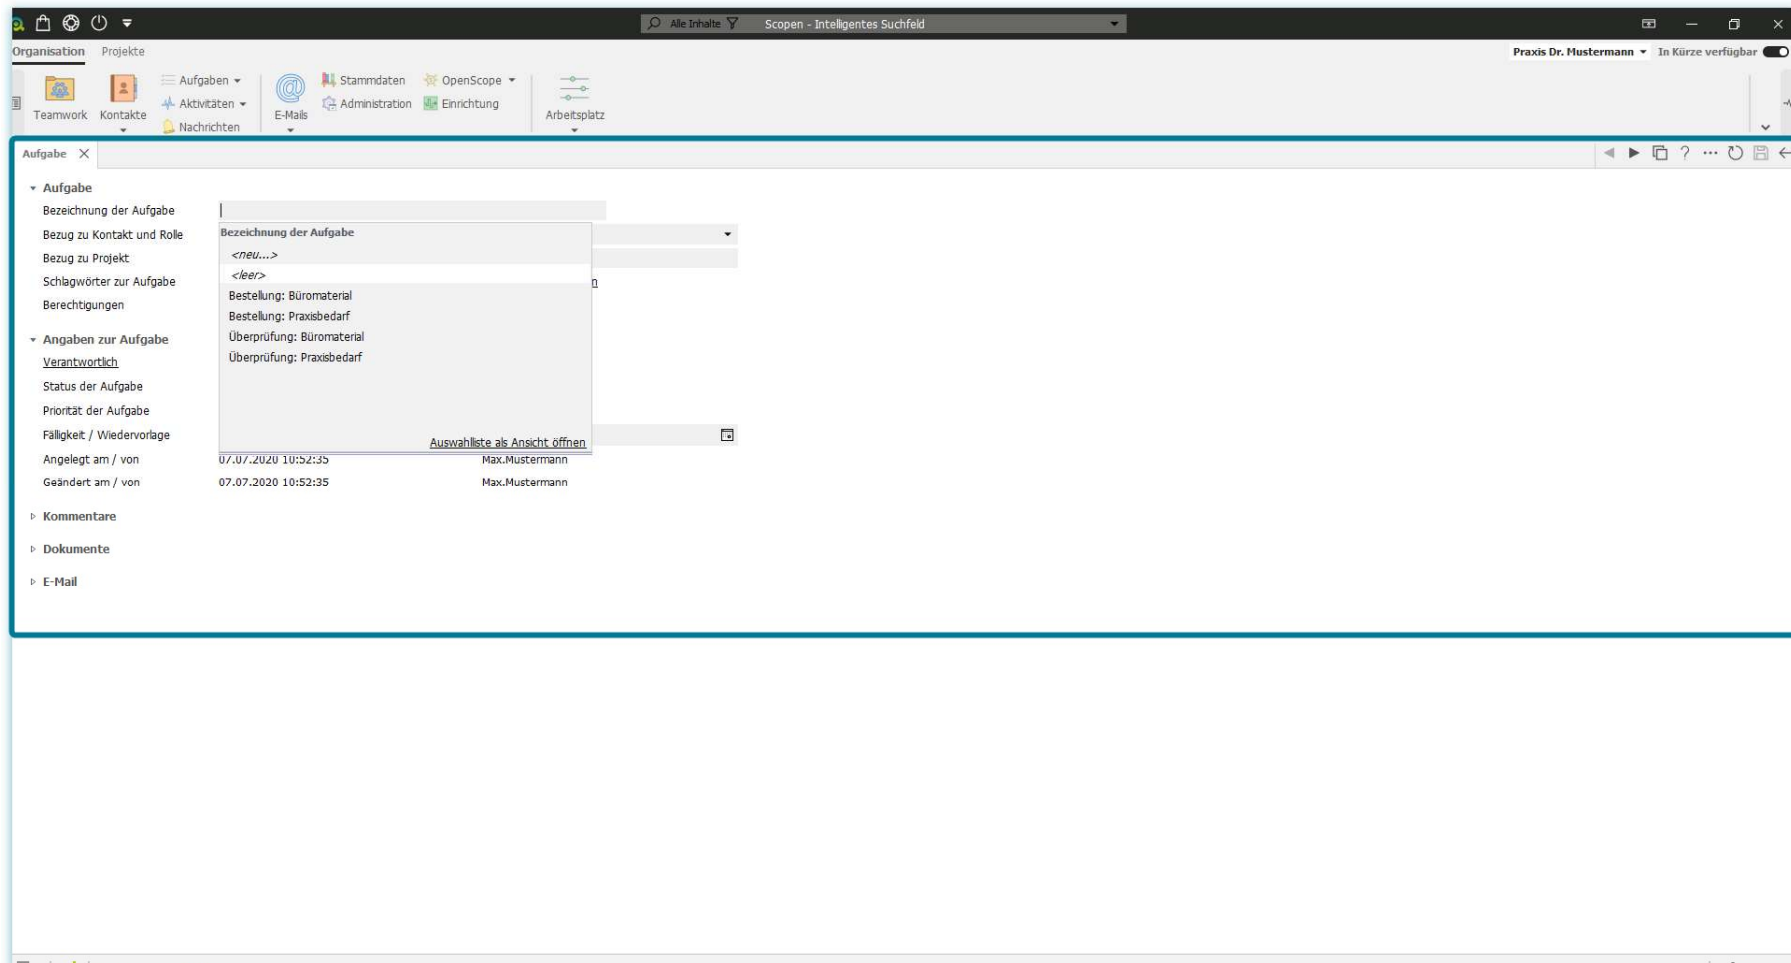 Alle Inhalte Scopen - Intelligentes Suchfeld
Organisation Projekte
Praxis Dr. Mustermann In Kürze verfügbar
Aufgaben
Stammdaten OpenScope
Aktivitäten
Administration Einrichtung
Teamwork Kontakte
E-Mails
Arbeitsplatz
Nachrichten
Aufgabe
Aufgabe
Bezeichnung der Aufgabe
Bezug zu Kontakt und Rolle
Bezeichnung der Aufgabe
Bezug zu Projekt
<neu...>
Schlagwörter zur Aufgabe
<leer>
n
Bestellung: Büromaterial
Berechtigungen
Bestellung: Praxisbedarf
Angaben zur Aufgabe
Überprüfung: Büromaterial
Verantwortlich
Überprüfung: Praxisbedarf
Status der Aufgabe
Priorität der Aufgabe
Fälligkeit / Wiedervorlage
Auswahlliste als Ansicht öffnen
Angelegt am / von 07.07.2020 10:52:35 Max.Mustermann
Geändert am / von 07.07.2020 10:52:35 Max.Mustermann
Kommentare
Dokumente
E-Mail